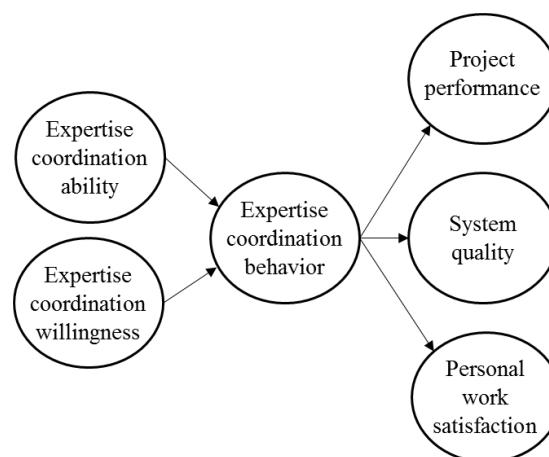 Expertise
coordination
ability
Expertise
coordination
willingness
Expertise
coordination
behavior
Project
performance
System
quality
Personal
work
satisfaction